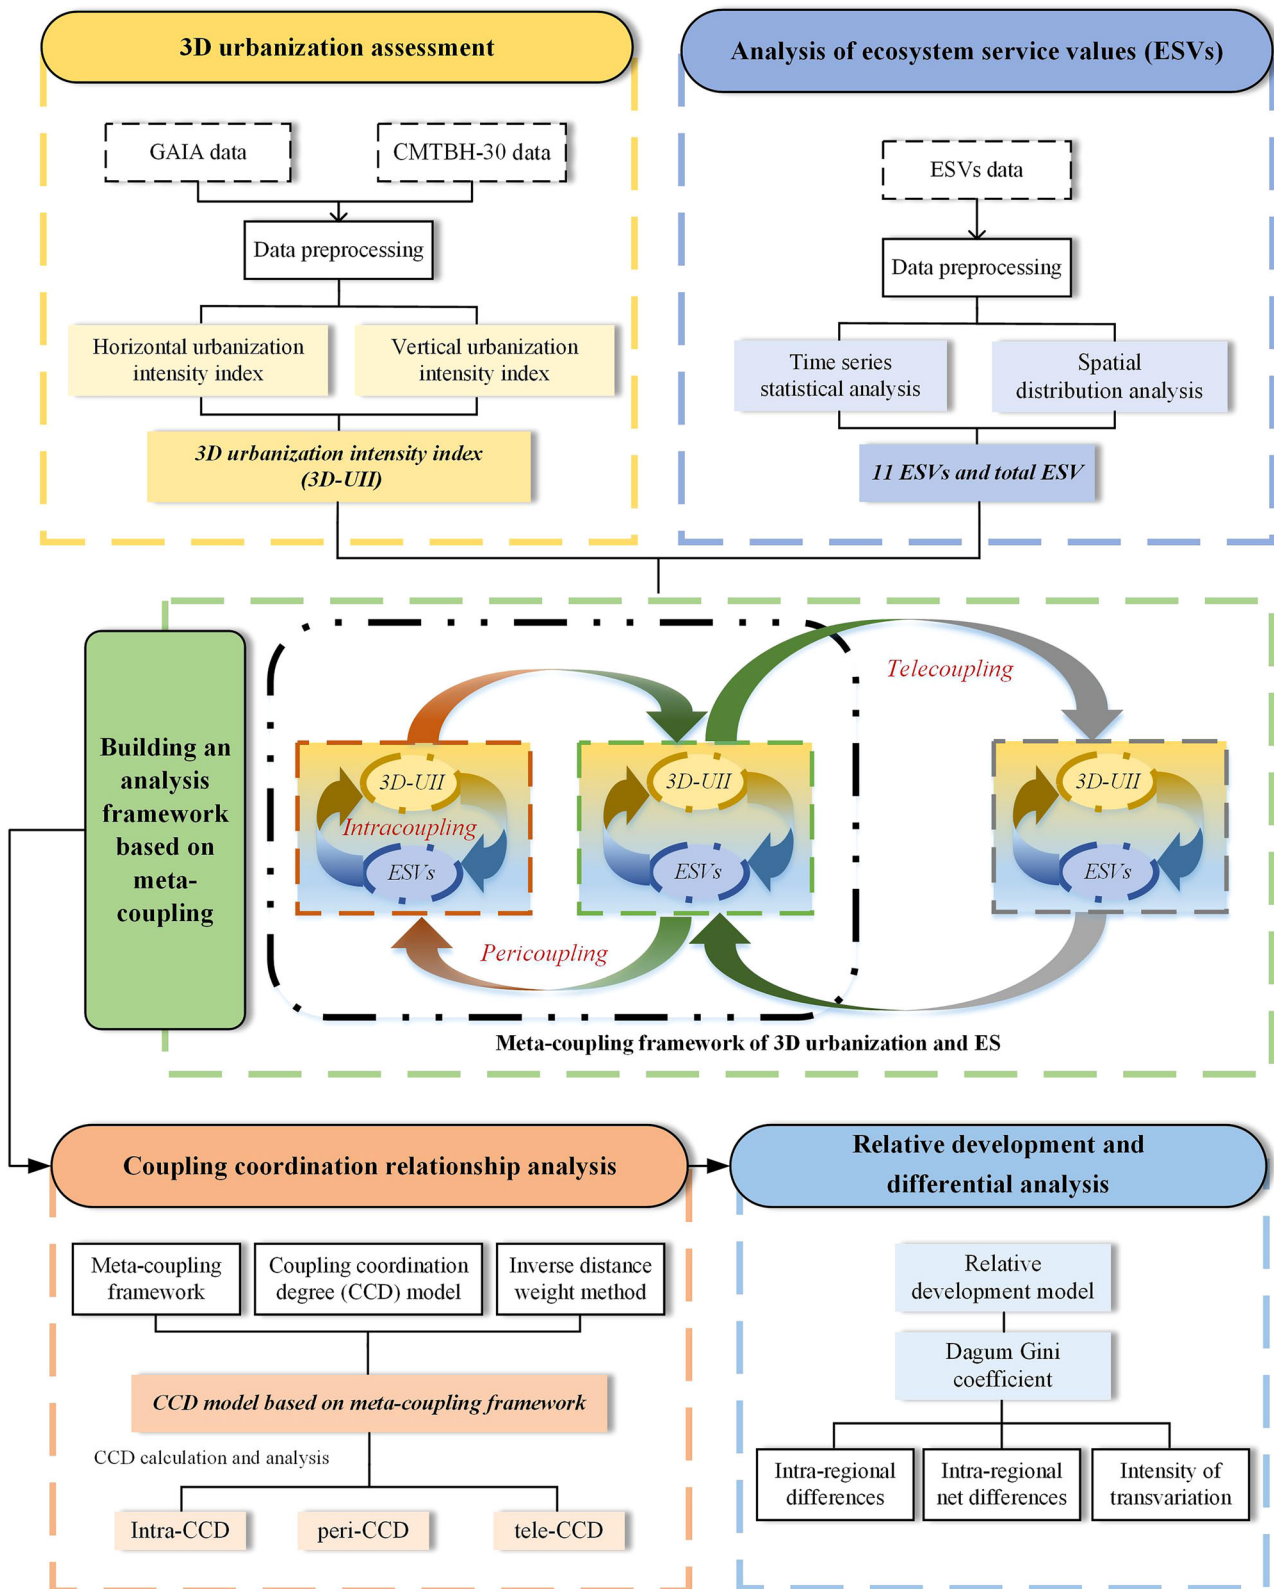 3D urbanization assessment
Analysis of ecosystem service values (ESVs)
GAIA data
CMTBH-30 data
Data preprocessing
Horizontal urbanization
intensity index
Vertical urbanization
intensity index
3D urbanization intensity index
(3D-UII)
ESVs data
Data preprocessing
Time series
statistical analysis
Spatial
distribution analysis
11 ESVs and total ESV
Building an
analysis
framework
based on
meta-
coupling
Telecoupling
3D-UII
Intracoupling
ESVs
3D-UII
ESVs
3D-UII
ESVs
Pericoupling
Meta-coupling framework of 3D urbanization and ES
Coupling coordination relationship analysis
Meta-coupling
framework
Coupling coordination
degree (CCD) model
Inverse distance
weight method
CCD model based on meta-coupling framework
CCD calculation and analysis
Intra-CCD
peri-CCD
tele-CCD
Relative development and
differential analysis
Relative
development model
Dagum Gini
coefficient
Intra-regional
differences
Intra-regional
net differences
Intensity of
transvariation